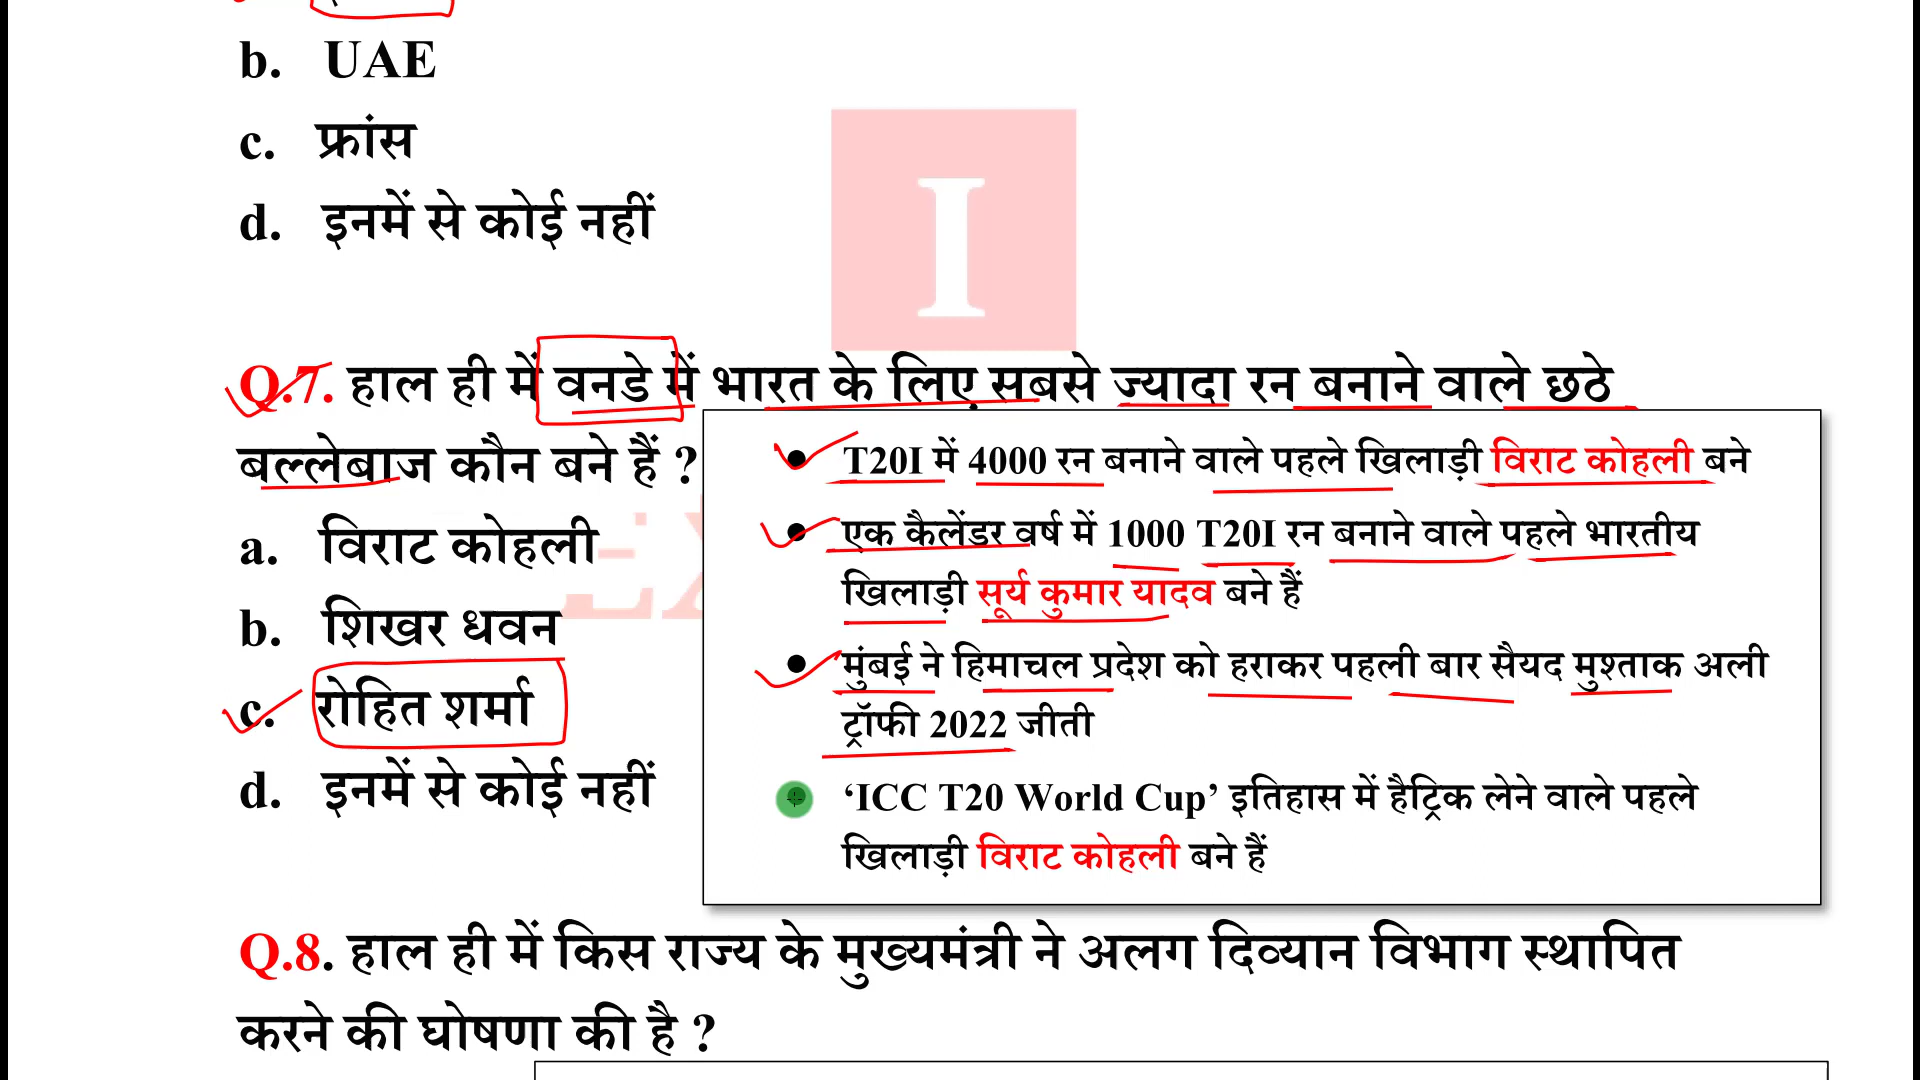 b. UAE
c. फ्रांस
d. इनमें से कोई नहीं
I
Q.7. हाल ही में वनडे में भारत के लिए सबसे ज्यादा रन बनाने वाले छठे
बल्लेबाज कौन बने हैं ?
a. विराट कोहली
b. शिखर धवन
c. रोहित शर्मा
d. इनमें से कोई नहीं
• T20I में 4000 रन बनाने वाले पहले खिलाड़ी विराट कोहली बने
• एक कैलेंडर वर्ष में 1000 T20I रन बनाने वाले पहले भारतीय
खिलाड़ी सूर्य कुमार यादव बने हैं
• मुंबई ने हिमाचल प्रदेश को हराकर पहली बार सैयद मुश्ताक अली
ट्रॉफी 2022 जीती
• ‘ICC T20 World Cup’ इतिहास में हैट्रिक लेने वाले पहले
खिलाड़ी विराट कोहली बने हैं
Q.8. हाल ही में किस राज्य के मुख्यमंत्री ने अलग दिव्यान विभाग स्थापित
करने की घोषणा की है ?